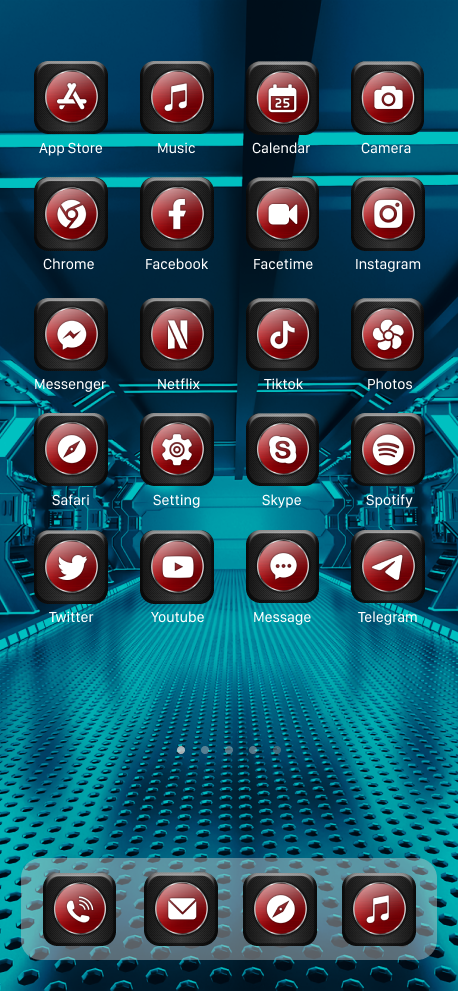 App Store Music Calendar Camera
25
Chrome Facebook Facetime Instagram
Messenger Netflix Tiktok Photos
Safari Setting Skype Spotify
Twitter Youtube Message Telegram